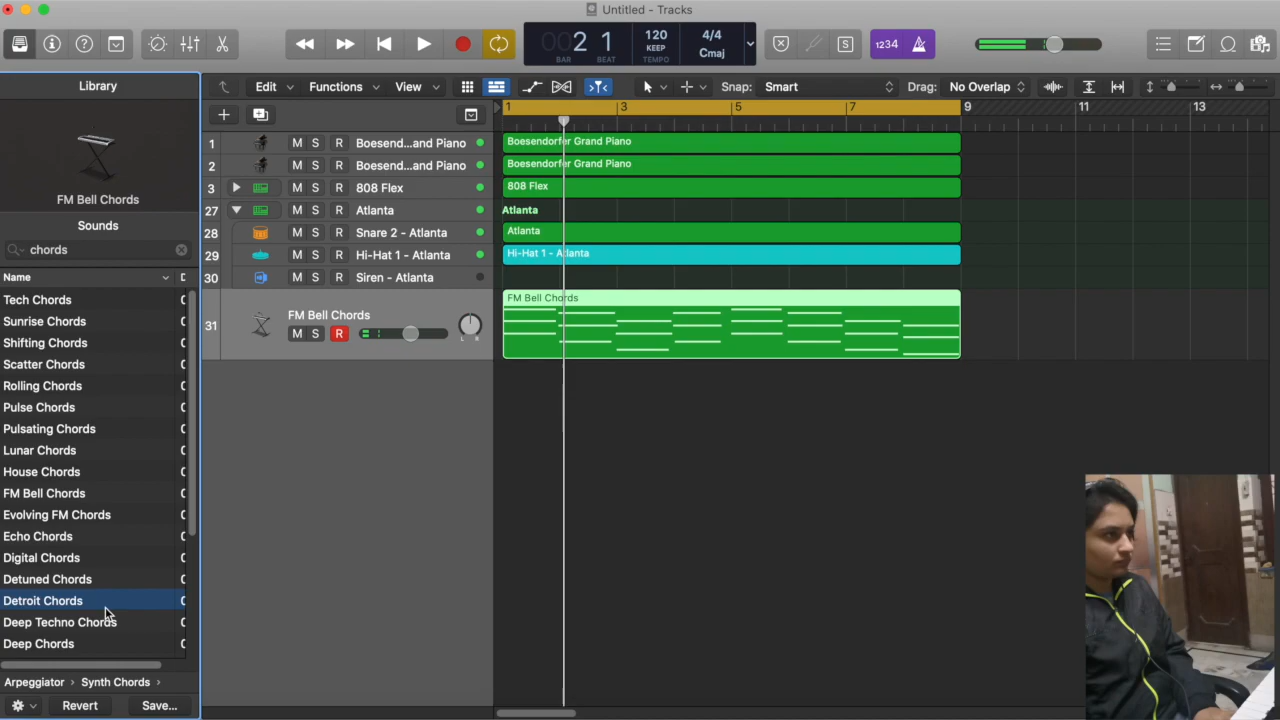 Untitled - Tracks
002 1
BAR BEAT
120
KEEP
TEMPO
4/4
Cmaj
S
1234
Library
Edit Functions View
Snap: Smart
Drag: No Overlap
FM Bell Chords
Sounds
chords
Name
Tech Chords
Sunrise Chords
Shifting Chords
Scatter Chords
Rolling Chords
Pulse Chords
Pulsating Chords
Lunar Chords
House Chords
FM Bell Chords
Evolving FM Chords
Echo Chords
Digital Chords
Detuned Chords
Detroit Chords
Deep Techno Chords
Deep Chords
Arpeggiator > Synth Chords >
Revert Save...
1 3 5 7 9 11 13
1 M S R Boesend...and Piano
2 M S R Boesend...and Piano
3 M S R 808 Flex
27 M S R Atlanta
28 M S R Snare 2 - Atlanta
29 M S R Hi-Hat 1 - Atlanta
30 M S R Siren - Atlanta
31 FM Bell Chords
M S R
L R
Boesendorfer Grand Piano
Boesendorfer Grand Piano
808 Flex
Atlanta
Atlanta
Hi-Hat 1 - Atlanta
FM Bell Chords